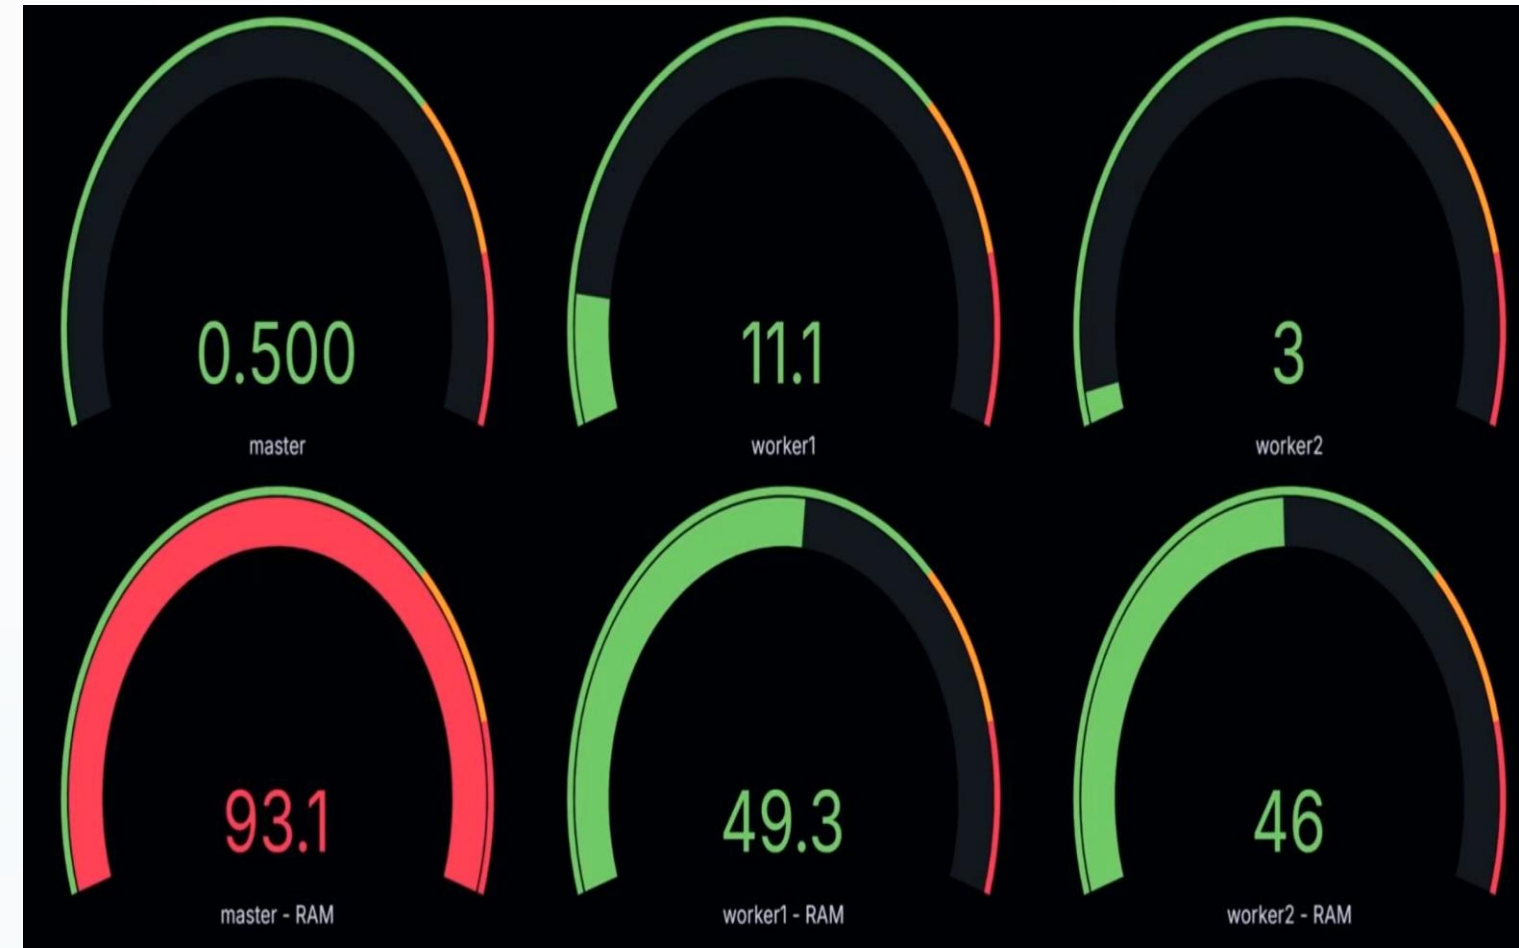 0.500
master
11.1
worker1
3
worker2
93.1
master - RAM
49.3
worker1 - RAM
46
worker2 - RAM